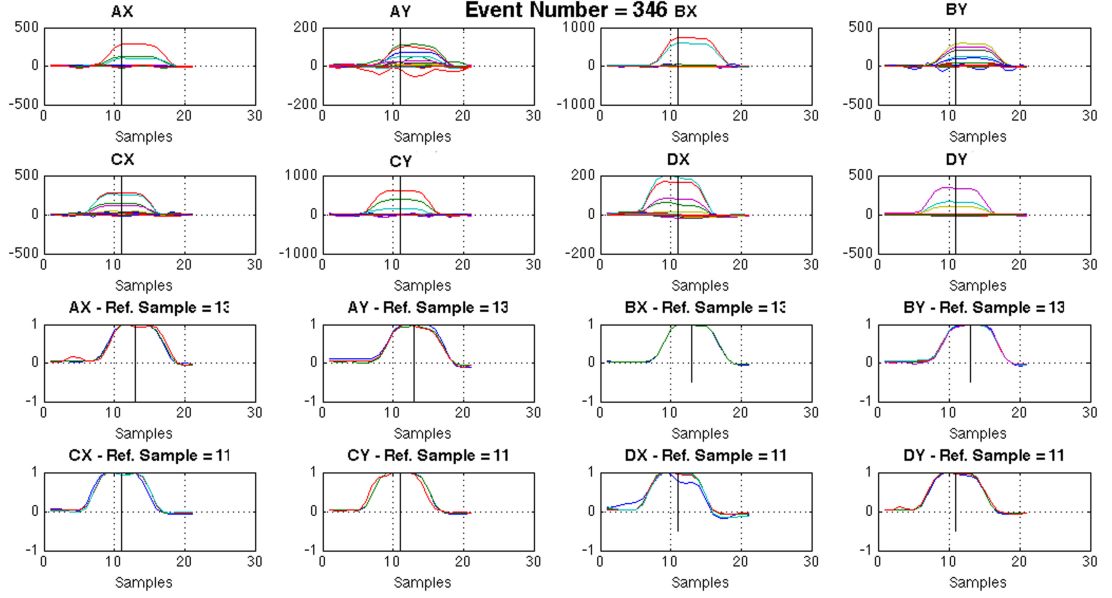 Event Number = 346
AX AY BX BY
500 200 1000 500
0 0 0 0
-500 -200 -1000 -500
0 10 20 30 0 10 20 30 0 10 20 30 0 10 20 30
Samples Samples Samples Samples
CX CY DX DY
500 1000 200 500
0 0 0 0
-500 -1000 -200 -500
0 10 20 30 0 10 20 30 0 10 20 30 0 10 20 30
Samples Samples Samples Samples
AX - Ref. Sample = 13 AY - Ref. Sample = 13 BX - Ref. Sample = 13 BY - Ref. Sample = 13
1 1 1 1
0 0 0 0
-1 -1 -1 -1
0 10 20 30 0 10 20 30 0 10 20 30 0 10 20 30
Samples Samples Samples Samples
CX - Ref. Sample = 11 CY - Ref. Sample = 11 DX - Ref. Sample = 11 DY - Ref. Sample = 11
1 1 1 1
0 0 0 0
-1 -1 -1 -1
0 10 20 30 0 10 20 30 0 10 20 30 0 10 20 30
Samples Samples Samples Samples